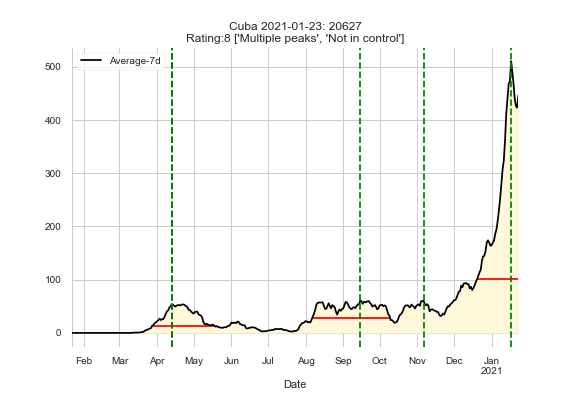 Cuba 2021-01-23: 20627
Rating:8 ['Multiple peaks', 'Not in control']
Average-7d
500
400
300
200
100
0
Feb Mar Apr May Jun Jul Aug Sep Oct Nov Dec Jan
2021
Date